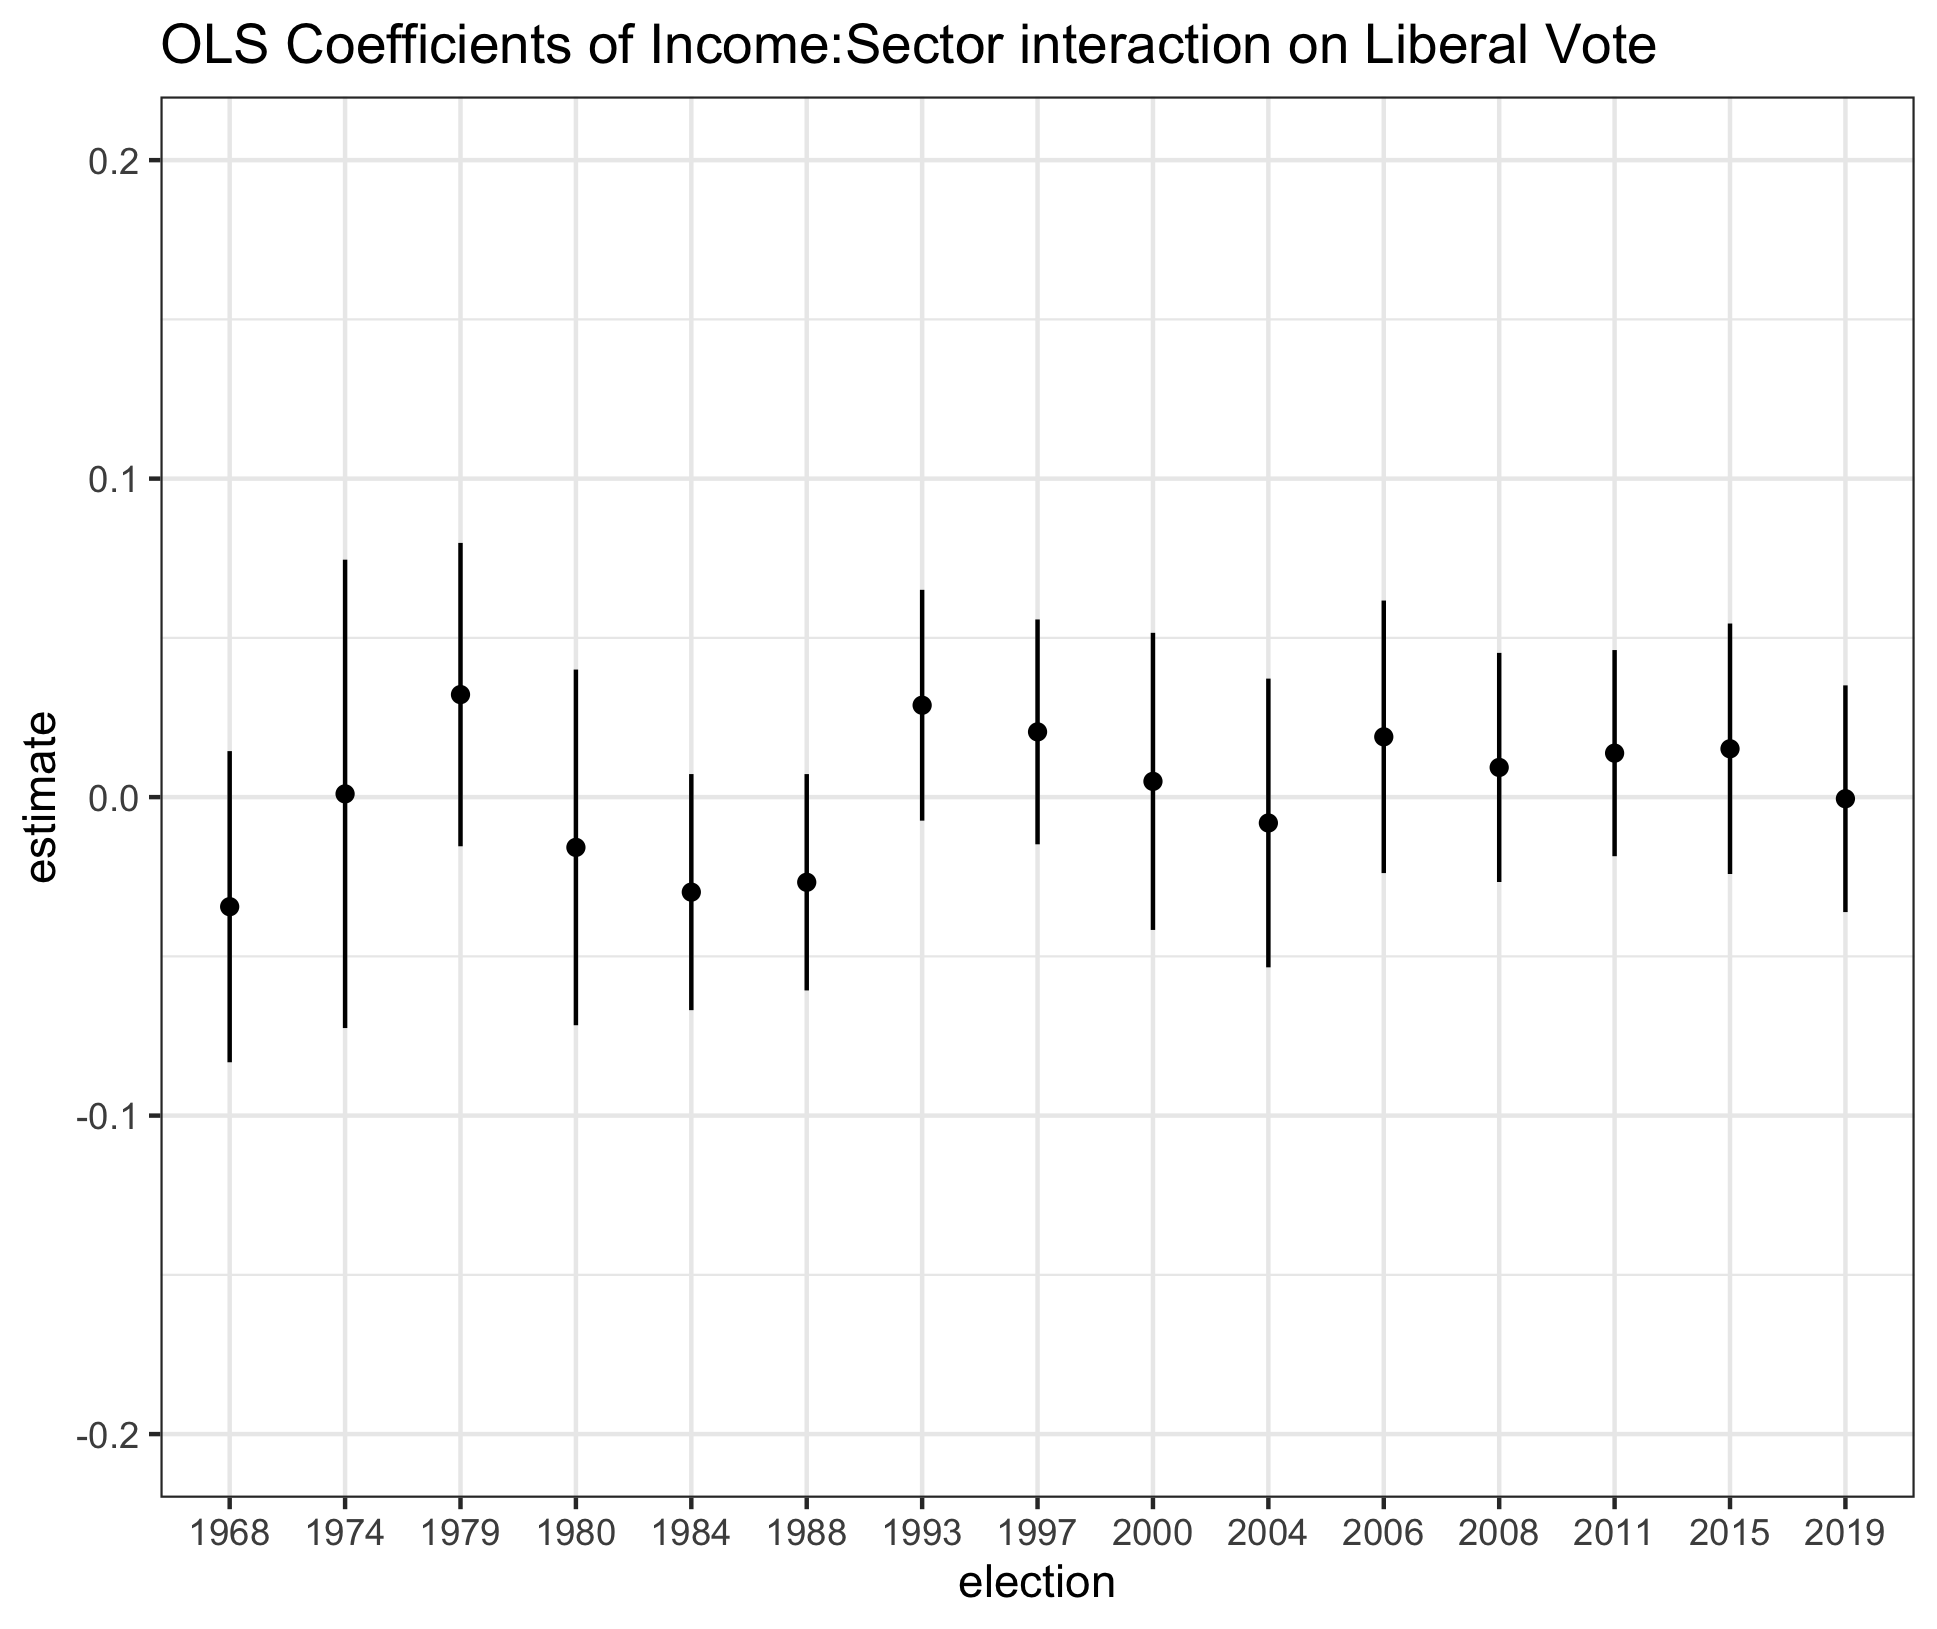 OLS Coefficients of Income:Sector interaction on Liberal Vote
estimate
0.2
0.1
0.0
-0.1
-0.2
1968 1974 1979 1980 1984 1988 1993 1997 2000 2004 2006 2008 2011 2015 2019
election